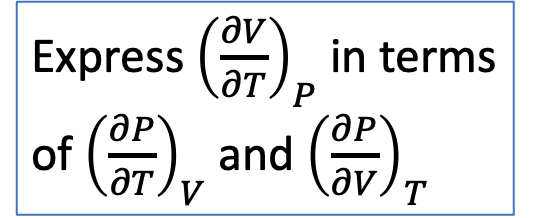 Express (∂V/∂T)_P in terms
of (∂P/∂T)_V and (∂P/∂V)_T